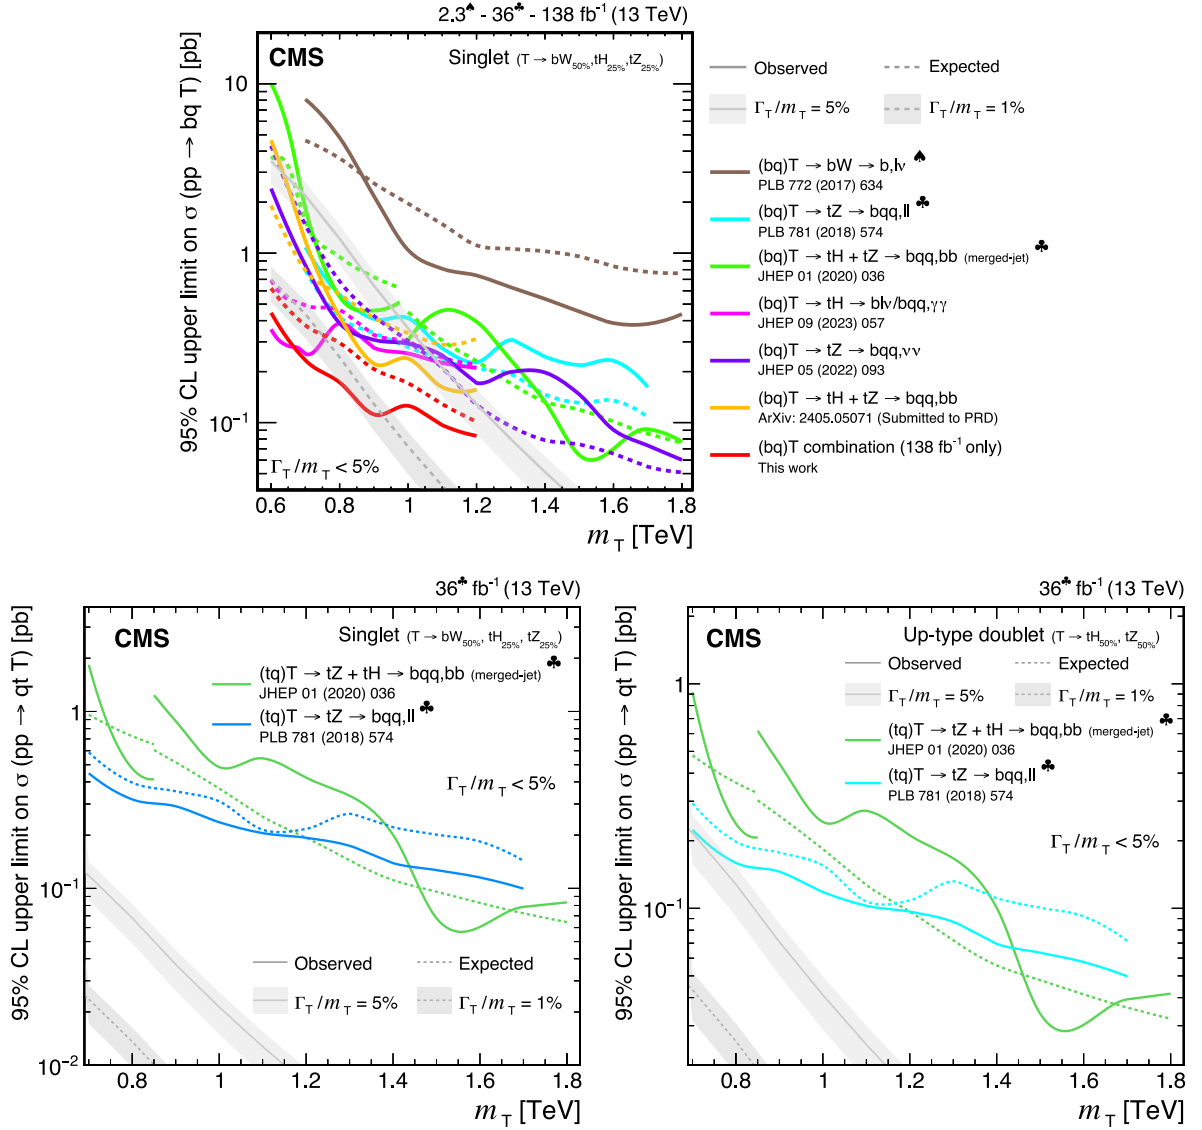 2.3♠ - 36♣ - 138 fb⁻¹ (13 TeV)
CMS
Singlet (T → bW50%,tH25%,tZ25%)
95% CL upper limit on σ (pp → bq T) [pb]
10
1
10⁻¹
Γ_T/m_T < 5%
0.6 0.8 1 1.2 1.4 1.6 1.8
m_T [TeV]
Observed
Expected
Γ_T/m_T = 5%
Γ_T/m_T = 1%
(bq)T → bW → b,lν ♠
PLB 772 (2017) 634
(bq)T → tZ → bqq,ll ♣
PLB 781 (2018) 574
(bq)T → tH + tZ → bqq,bb (merged-jet) ♣
JHEP 01 (2020) 036
(bq)T → tH → blν/bqq,γγ
JHEP 09 (2023) 057
(bq)T → tZ → bqq,νν
JHEP 05 (2022) 093
(bq)T → tH + tZ → bqq,bb
ArXiv: 2405.05071 (Submitted to PRD)
(bq)T combination (138 fb⁻¹ only)
This work
36♣ fb⁻¹ (13 TeV)
CMS
Singlet (T → bW50%, tH25%, tZ25%)
(tq)T → tZ + tH → bqq,bb (merged-jet) ♣
JHEP 01 (2020) 036
(tq)T → tZ → bqq,ll ♣
PLB 781 (2018) 574
Γ_T/m_T < 5%
95% CL upper limit on σ (pp → qt T) [pb]
1
10⁻¹
10⁻²
Observed
Expected
Γ_T/m_T = 5%
Γ_T/m_T = 1%
0.8 1 1.2 1.4 1.6 1.8
m_T [TeV]
36♣ fb⁻¹ (13 TeV)
CMS
Up-type doublet (T → tH50%, tZ50%)
Observed
Expected
Γ_T/m_T = 5%
Γ_T/m_T = 1%
(tq)T → tZ + tH → bqq,bb (merged-jet) ♣
JHEP 01 (2020) 036
(tq)T → tZ → bqq,ll ♣
PLB 781 (2018) 574
Γ_T/m_T < 5%
95% CL upper limit on σ (pp → qt T) [pb]
1
10⁻¹
0.8 1 1.2 1.4 1.6 1.8
m_T [TeV]